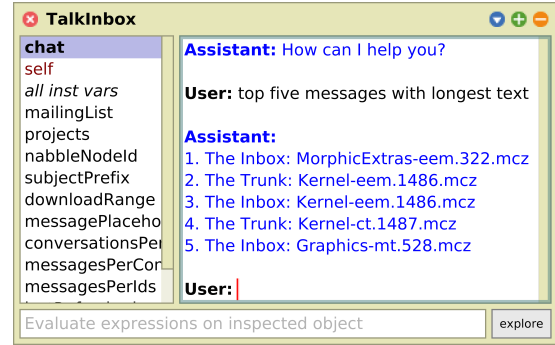 TalkInbox
chat
self
all inst vars
mailingList
projects
nabbleNodeId
subjectPrefix
downloadRange
messagePlaceho
conversationsPer
messagesPerCon
messagesPerIds
Assistant: How can I help you?
User: top five messages with longest text
Assistant:
1. The Inbox: MorphicExtras-eem.322.mcz
2. The Trunk: Kernel-eem.1486.mcz
3. The Inbox: Kernel-eem.1486.mcz
4. The Trunk: Kernel-ct.1487.mcz
5. The Inbox: Graphics-mt.528.mcz
User:
Evaluate expressions on inspected object
explore